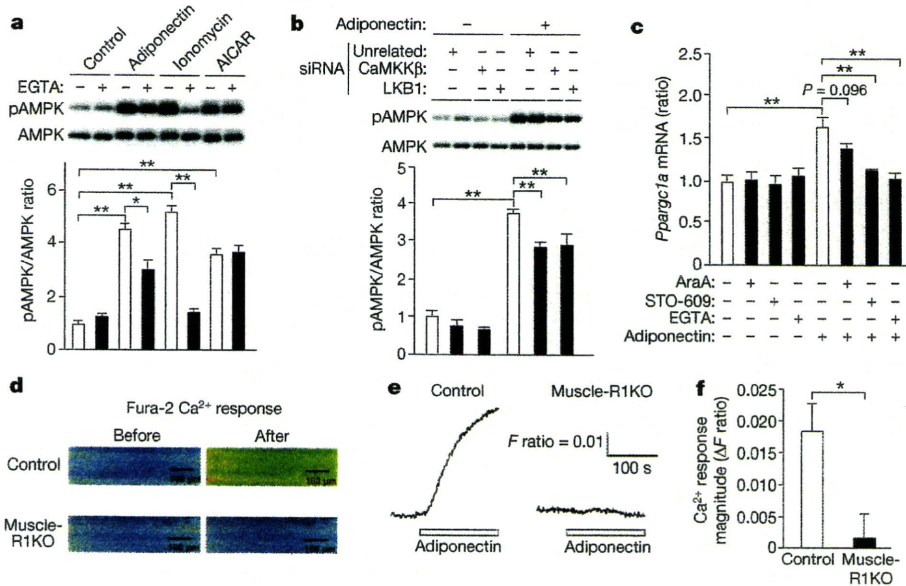 a
Control
Adiponectin
Ionomycin
AICAR
EGTA: – + – + – + – +
pAMPK
AMPK
pAMPK/AMPK ratio
6
4
2
0
**
**
**
**
*
b
Adiponectin: – +
siRNA
Unrelated: + – – + – –
CaMKKβ: – + – – + –
LKB1: – – + – – +
pAMPK
AMPK
pAMPK/AMPK ratio
5
4
3
2
1
0
**
**
**
c
Ppargc1a mRNA (ratio)
2.5
2.0
1.5
1.0
0.5
0
**
**
**
P = 0.096
AraA: – + – – – + – –
STO-609: – – + – – – + –
EGTA: – – – + – – – +
Adiponectin: – – – – + + + +
d
Fura-2 Ca²⁺ response
Before After
Control
100 µm
Muscle-
R1KO
e
Control Muscle-R1KO
F ratio = 0.01
100 s
Adiponectin Adiponectin
f
Ca²⁺ response
magnitude (ΔF ratio)
0.025
0.020
0.015
0.010
0.005
0
*
Control Muscle-
R1KO